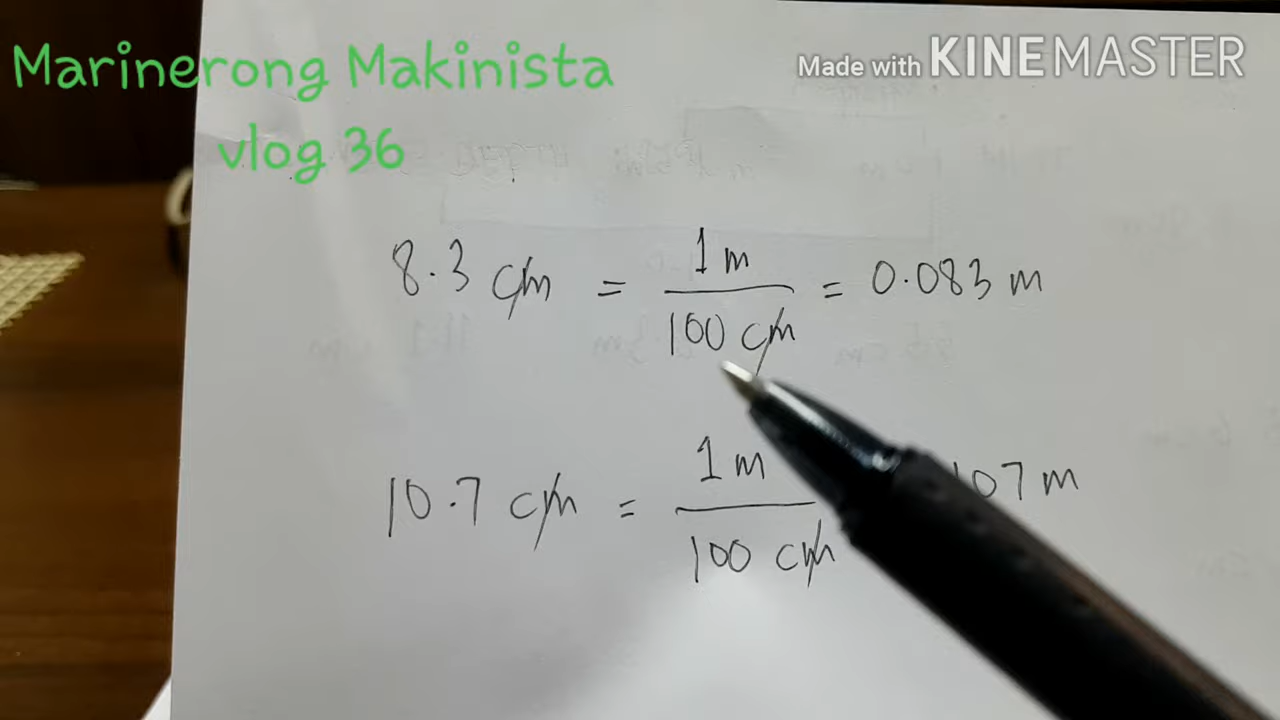 Marinerong Makinista
vlog 36
Made with KINEMASTER
8.3 cm = 1 m / 100 cm = 0.083 m
10.7 cm = 1 m / 100 cm 107 m